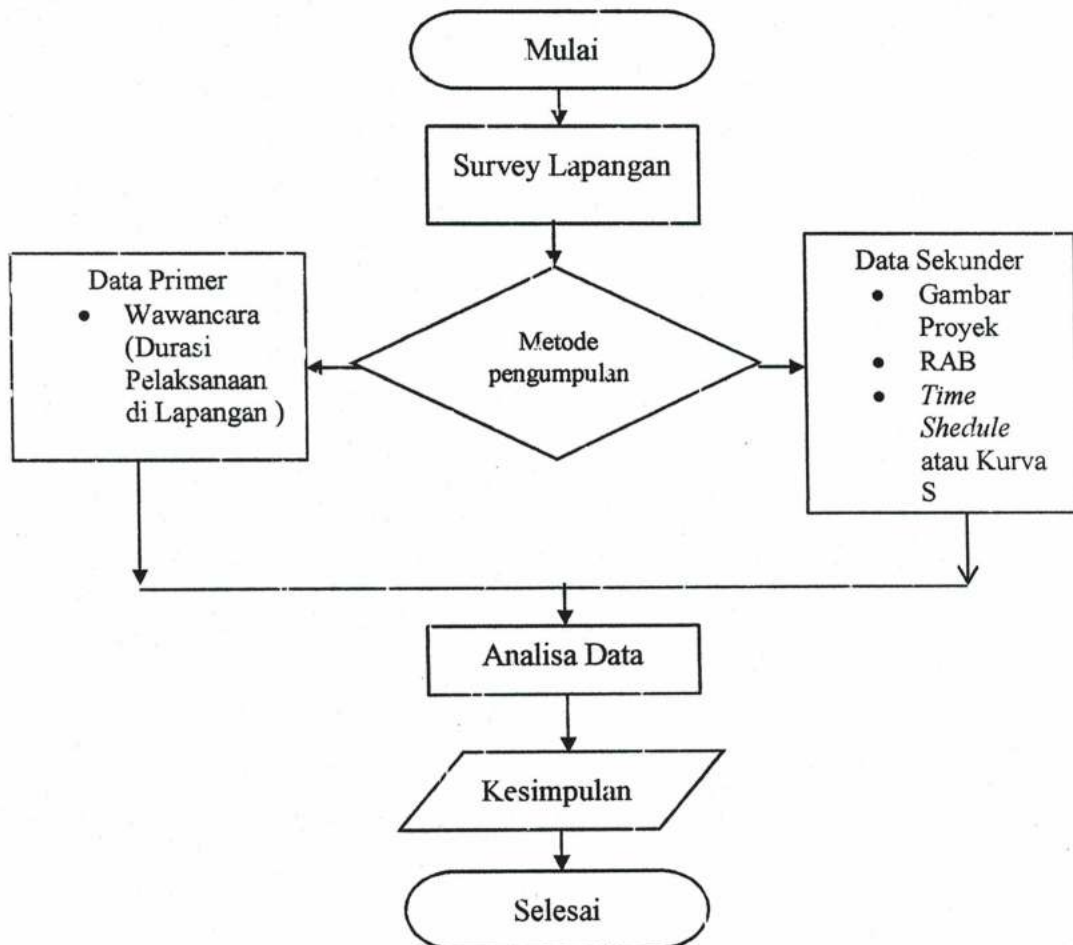 Mulai
Survey Lapangan
Metode
pengumpulan
Data Primer
• Wawancara
(Durasi
Pelaksanaan
di Lapangan )
Data Sekunder
• Gambar
Proyek
• RAB
• Time
Shedule
atau Kurva
S
Analisa Data
Kesimpulan
Selesai